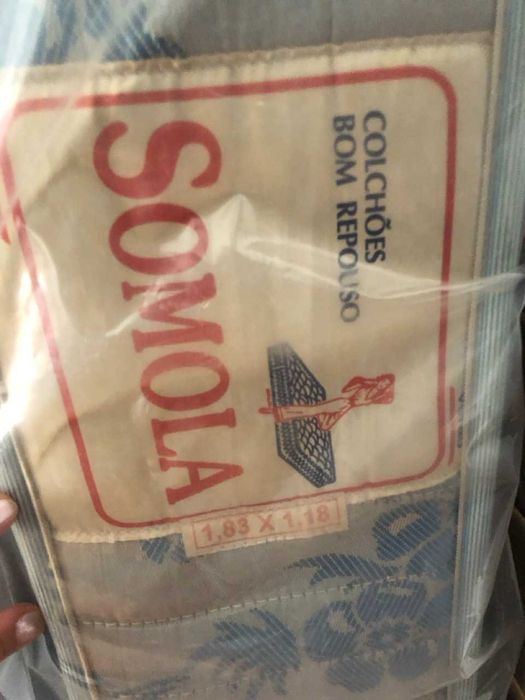 COLCHÕES
BOM REPOUSO
SOMOLA
1,83 X 1,18